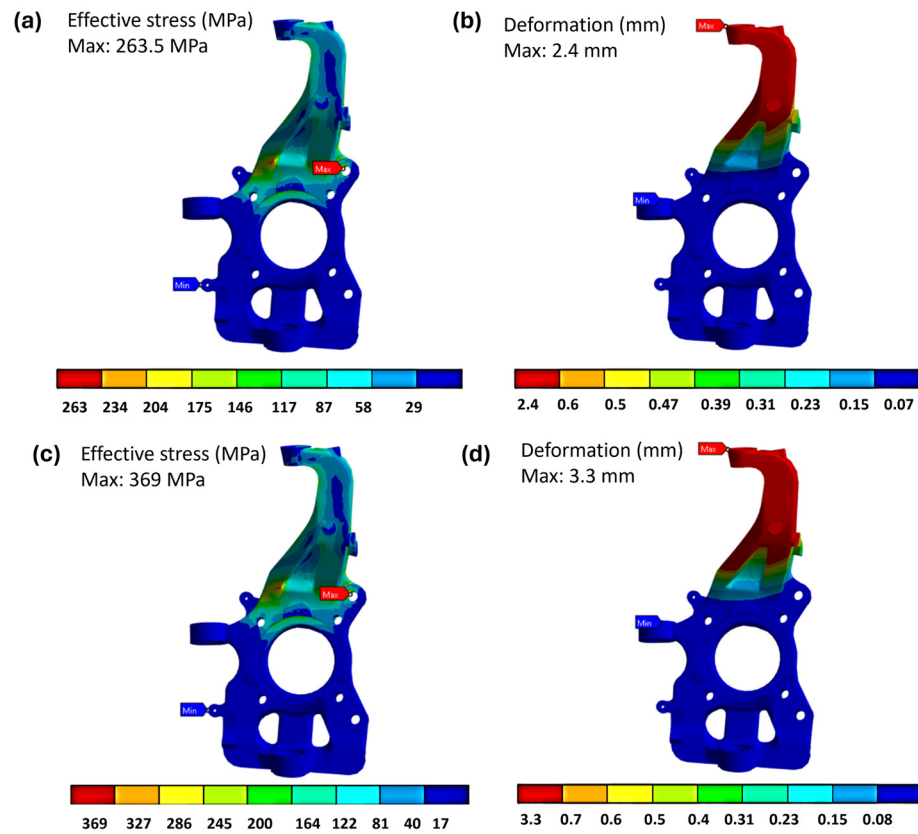 (a)
Effective stress (MPa)
Max: 263.5 MPa
Max
Min
263 234 204 175 146 117 87 58 29
(b)
Deformation (mm)
Max: 2.4 mm
Max
Min
2.4 0.6 0.5 0.47 0.39 0.31 0.23 0.15 0.07
(c)
Effective stress (MPa)
Max: 369 MPa
Max
Min
369 327 286 245 200 164 122 81 40 17
(d)
Deformation (mm)
Max: 3.3 mm
Max
Min
3.3 0.7 0.6 0.5 0.4 0.31 0.23 0.15 0.08